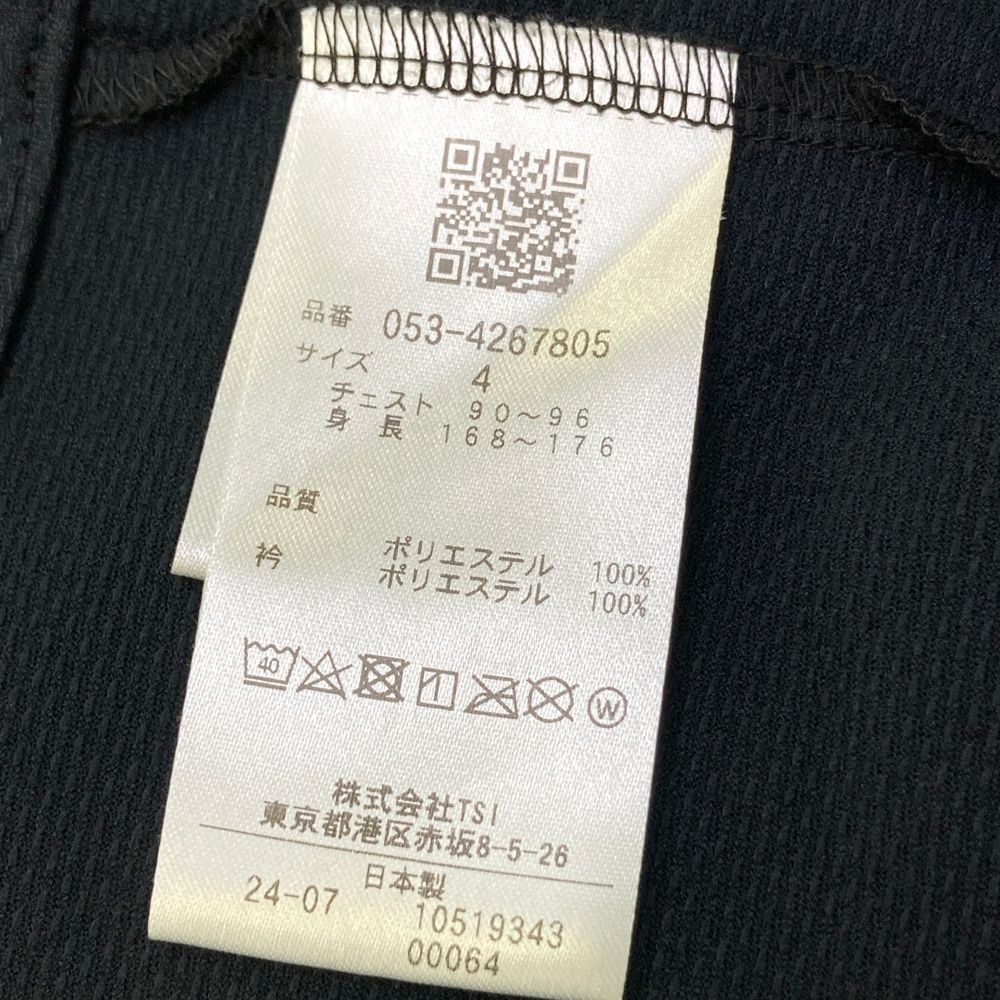 品番 053-4267805
サイズ 4
チェスト 90～96
身長 168～176
品質
ポリエステル 100%
衿 ポリエステル 100%
40
W
株式会社TSI
東京都港区赤坂8-5-26
日本製
24-07 10519343
00064